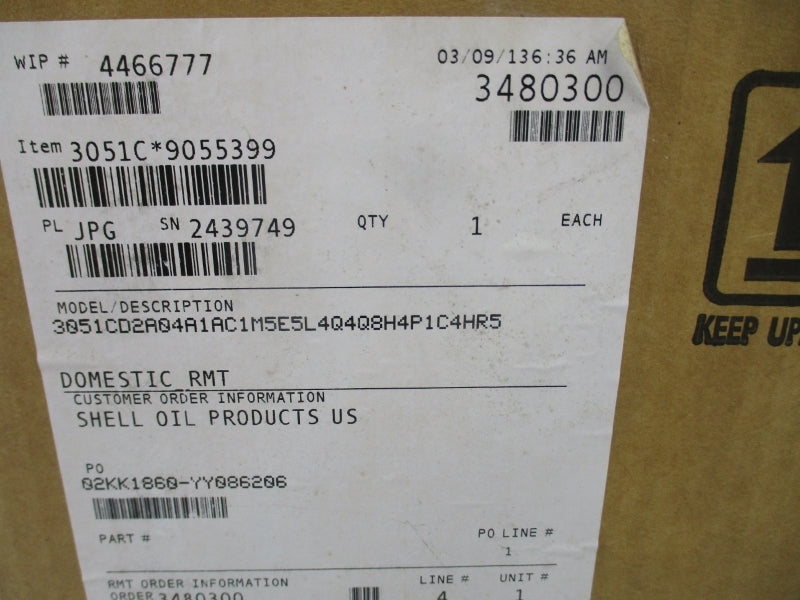 WIP # 4466777 03/09/136:36 AM
3480300
Item 3051C*9055399
PL JPG SN 2439749 QTY 1 EACH
MODEL/DESCRIPTION
3051CD2A04A1AC1M5E5L4Q4Q8H4P1C4HR5
DOMESTIC_RMT
CUSTOMER ORDER INFORMATION
SHELL OIL PRODUCTS US
PO
02KK1860-YY086206
PART # PO LINE #
1
RMT ORDER INFORMATION LINE # UNIT #
ORDER 3480300 4 1
KEEP UP